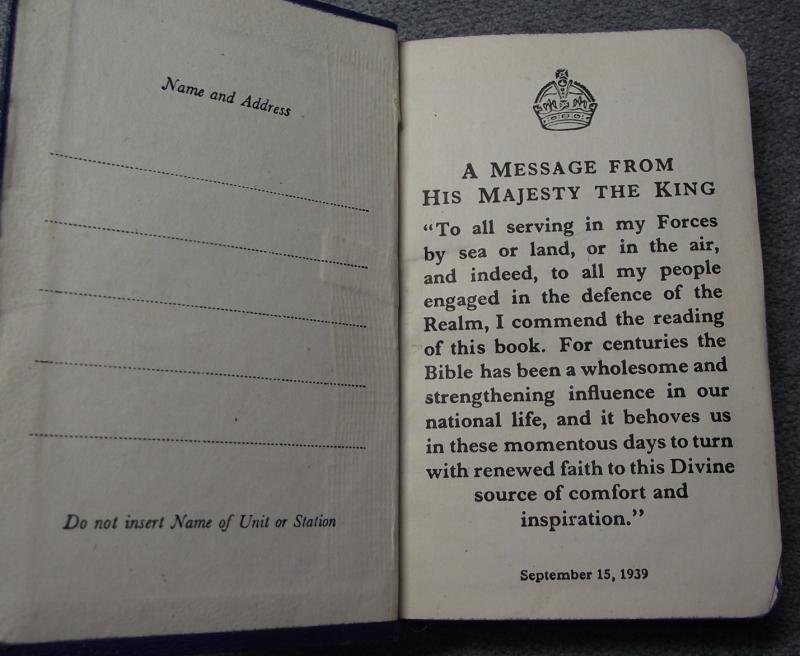 Name and Address
Do not insert Name of Unit or Station
A MESSAGE FROM
HIS MAJESTY THE KING
“To all serving in my Forces
by sea or land, or in the air,
and indeed, to all my people
engaged in the defence of the
Realm, I commend the reading
of this book. For centuries the
Bible has been a wholesome and
strengthening influence in our
national life, and it behoves us
in these momentous days to turn
with renewed faith to this Divine
source of comfort and
inspiration.”
September 15, 1939